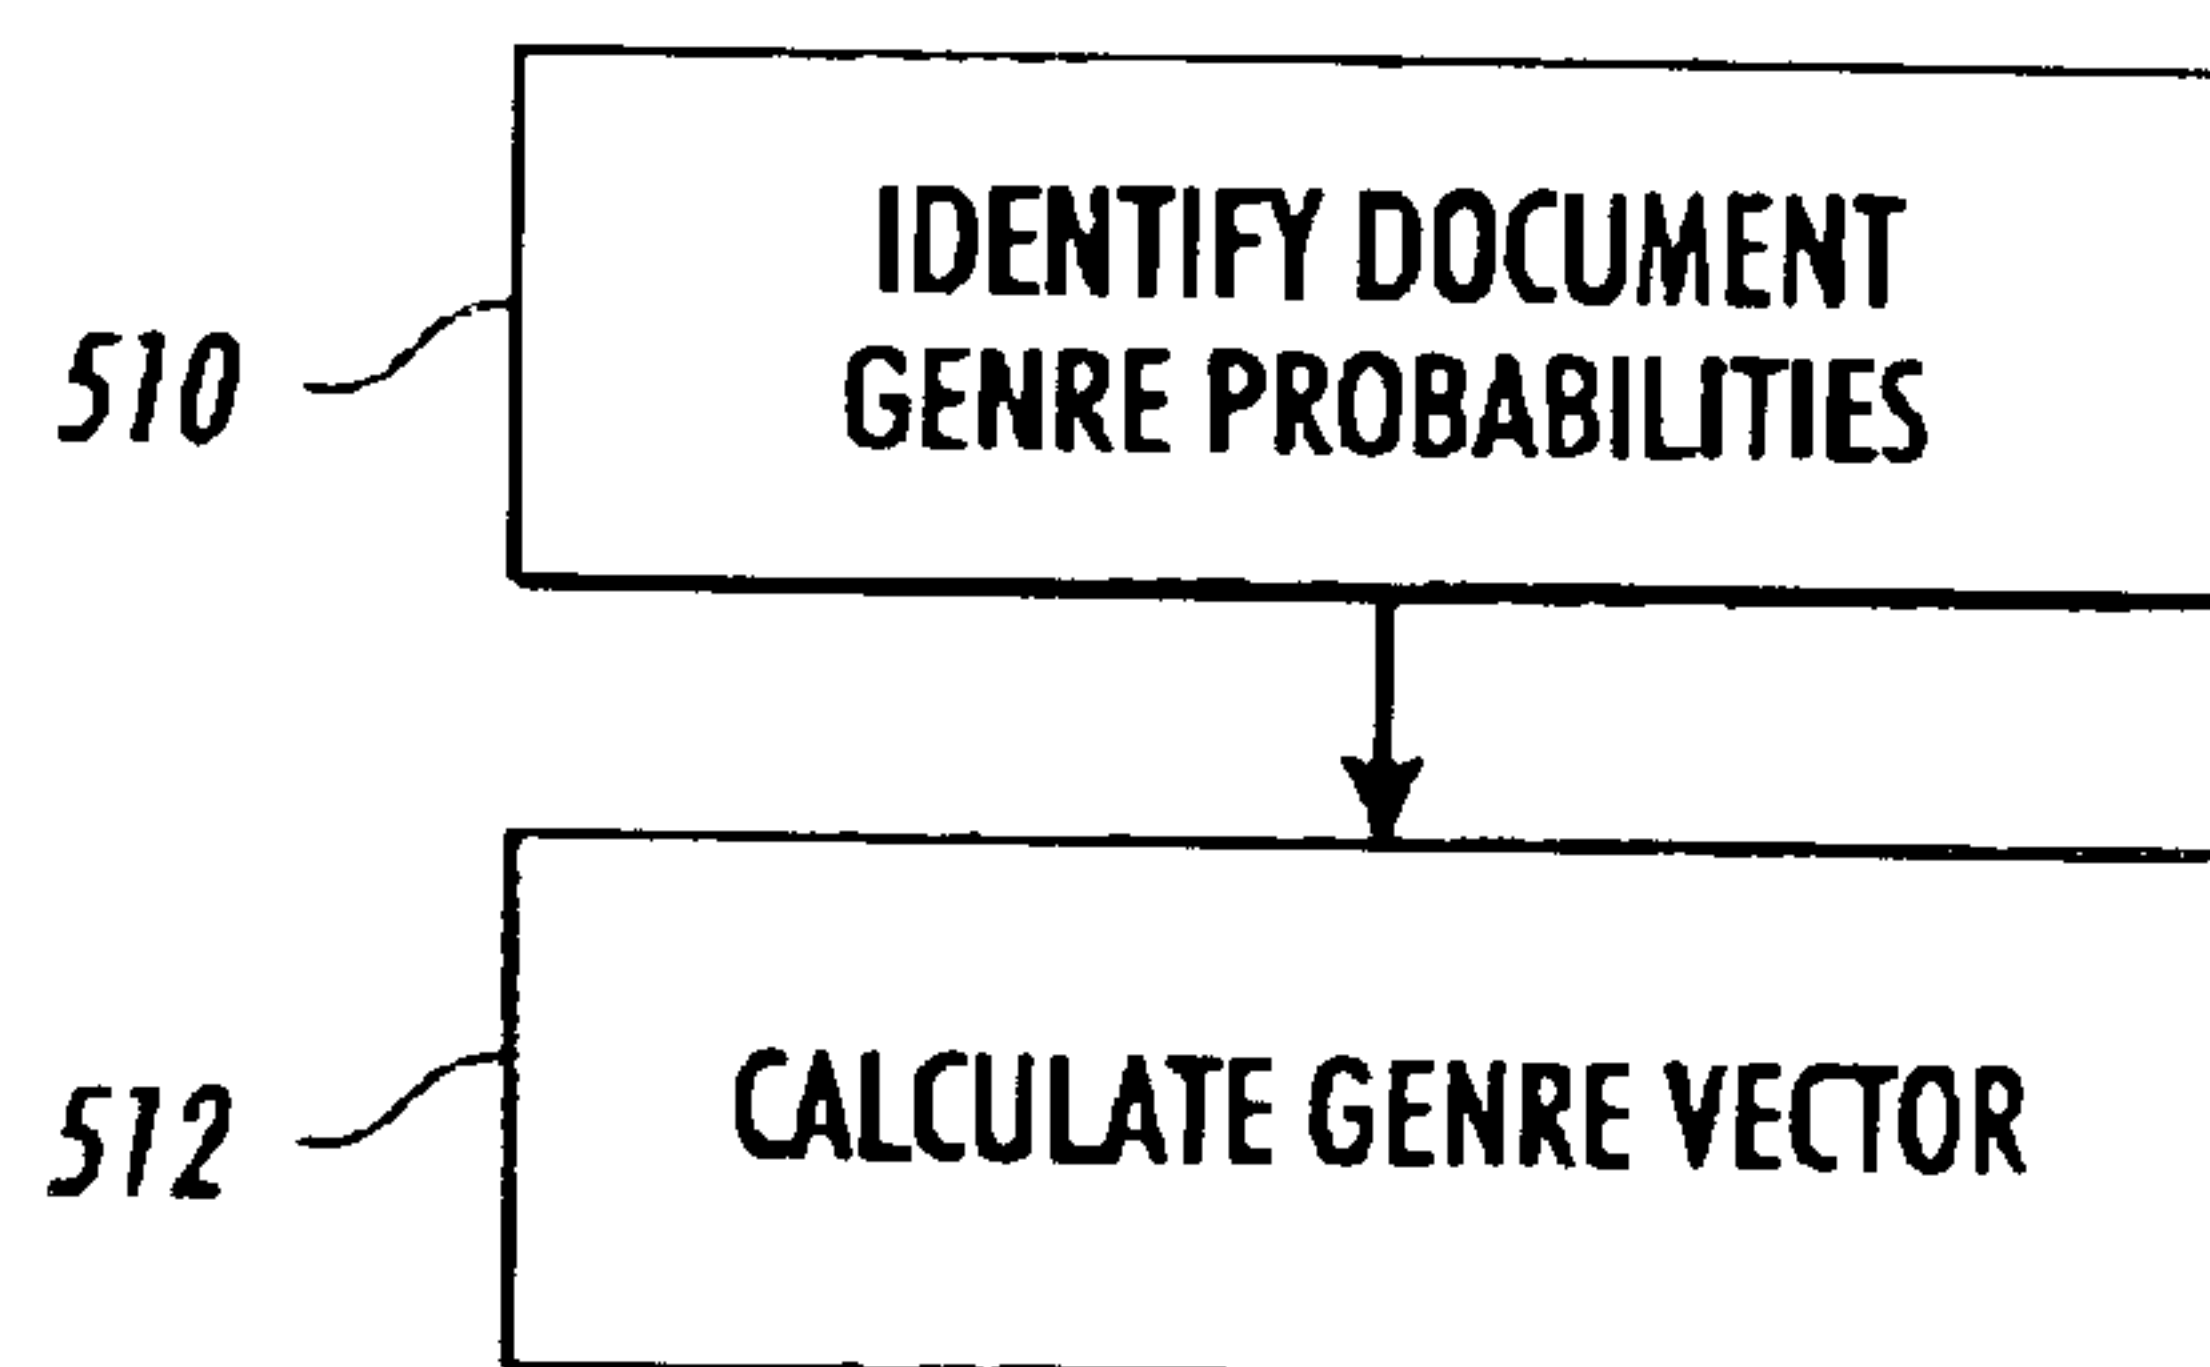 IDENTIFY DOCUMENT
GENRE PROBABILITIES
510
CALCULATE GENRE VECTOR
512